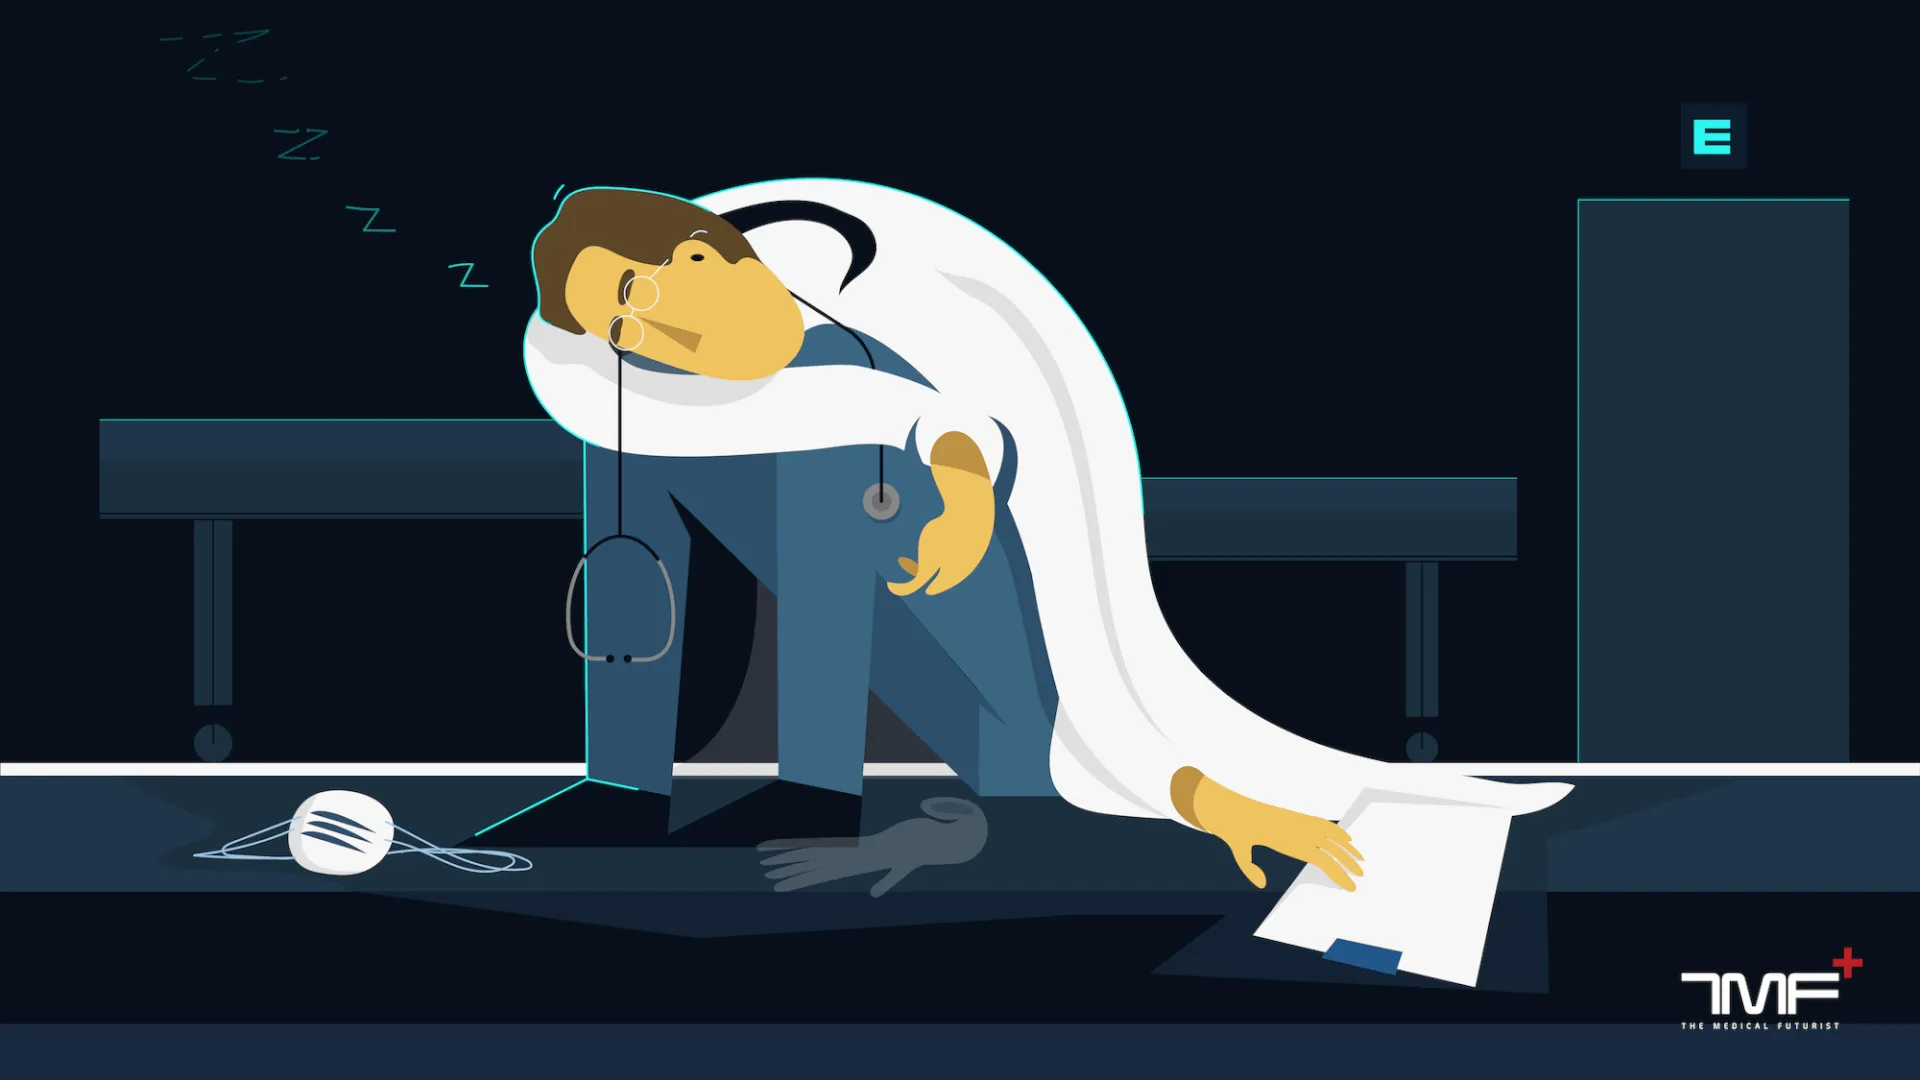 z z.
z.
z
z
E
TMF+
THE MEDICAL FUTURIST